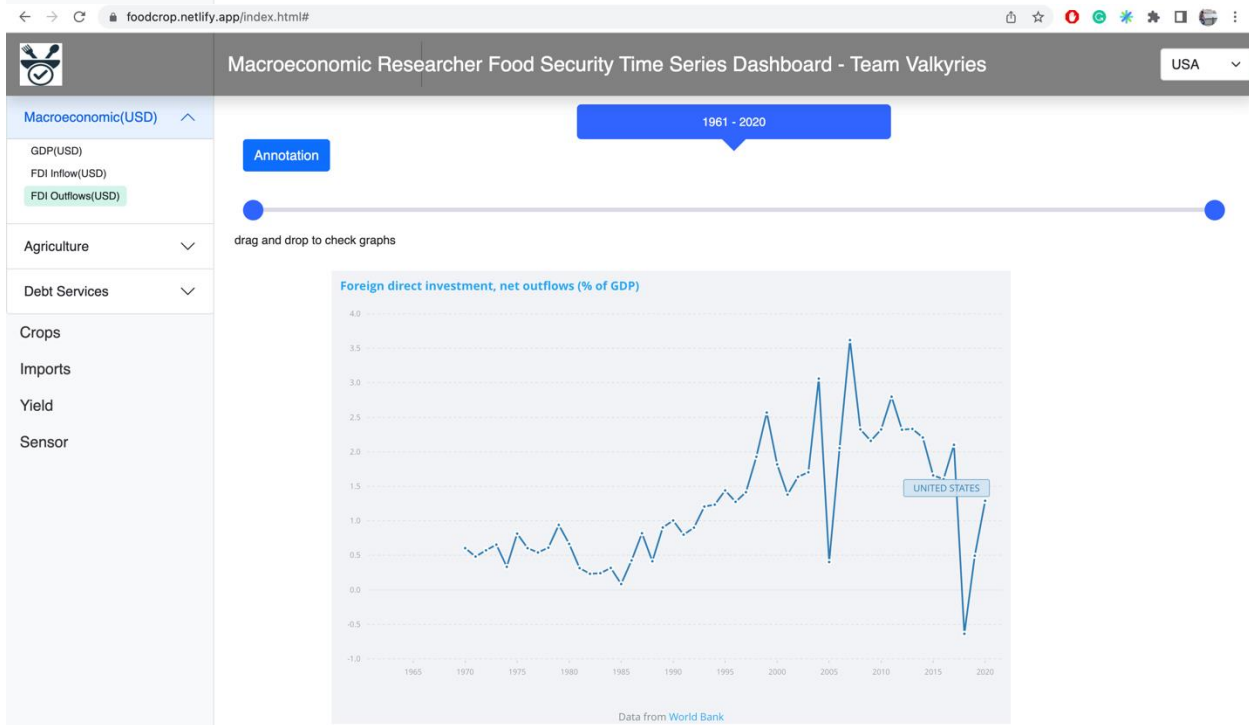 foodcrop.netlify.app/index.html#
Macroeconomic Researcher Food Security Time Series Dashboard - Team Valkyries
USA
Macroeconomic(USD)
GDP(USD)
FDI Inflow(USD)
FDI Outflows(USD)
Agriculture
Debt Services
Crops
Imports
Yield
Sensor
1961 - 2020
Annotation
drag and drop to check graphs
Foreign direct investment, net outflows (% of GDP)
4.0
3.5
3.0
2.5
2.0
1.5
1.0
0.5
0.0
-0.5
-1.0
UNITED STATES
1965 1970 1975 1980 1985 1990 1995 2000 2005 2010 2015 2020
Data from World Bank